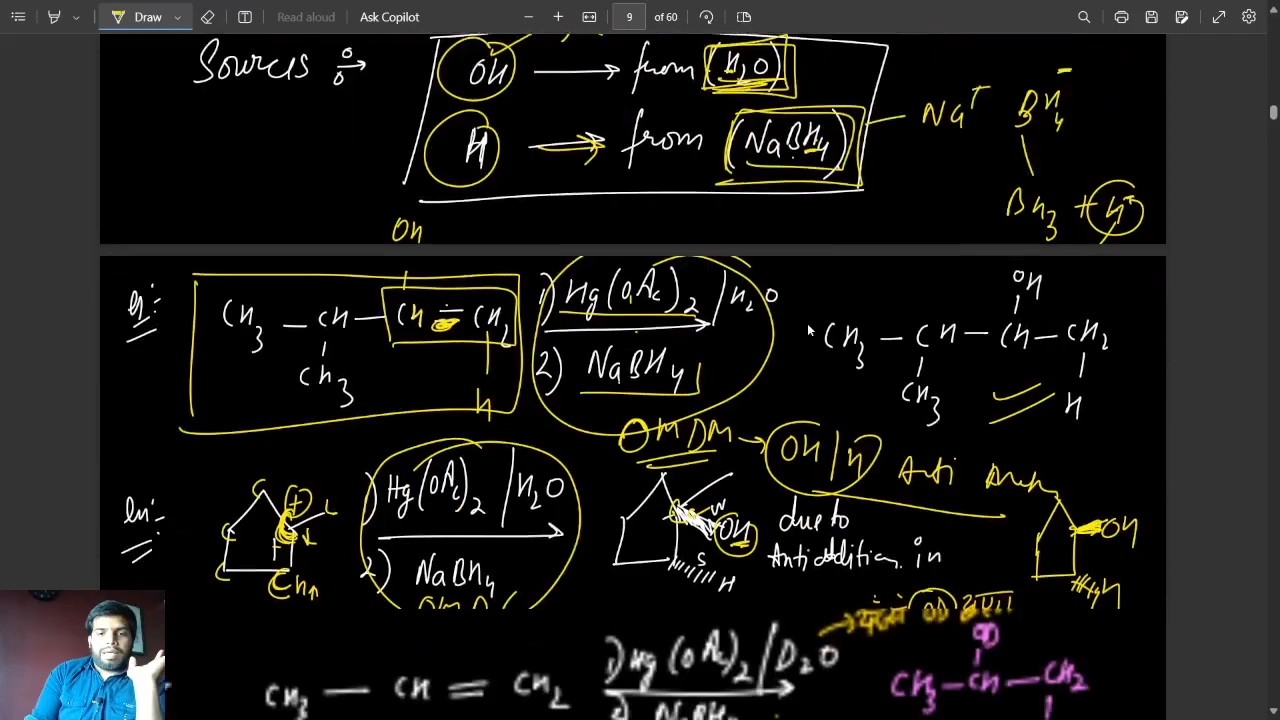 Draw
Read aloud
Ask Copilot
9
of 60
Sources
OH
from (H2O)
H
from (NaBH4)
Na+ BH4-
BH3 + H-
OH
eg:-
CH3 — CH — CH = CH2
CH3
H
1) Hg(OAc)2 / H2O
2) NaBH4
OH
CH3 — CH — CH — CH2
CH3
H
OMDM → OH/H Anti
1) Hg(OAc)2 / H2O
2) NaBH4
OH
H
due to
Anti addition in
OH
H
CH3 — CH = CH2
1) Hg(OAc)2 / D2O
2) NaBH4
OD
CH3 — CH — CH2